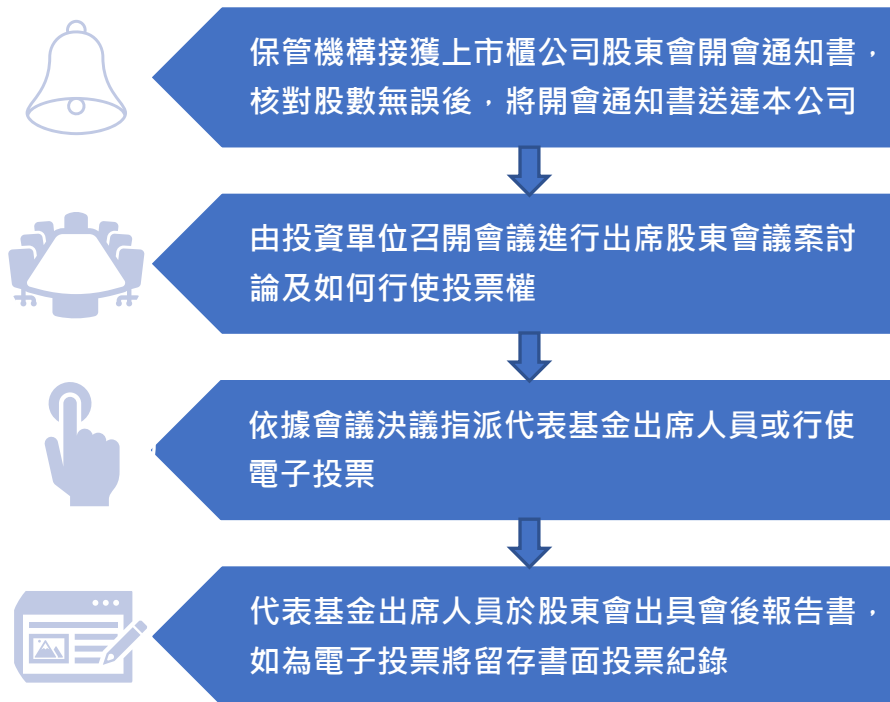 保管機構接獲上市櫃公司股東會開會通知書，
核對股數無誤後，將開會通知書送達本公司
由投資單位召開會議進行出席股東會議案討
論及如何行使投票權
依據會議決議指派代表基金出席人員或行使
電子投票
代表基金出席人員於股東會出具會後報告書，
如為電子投票將留存書面投票紀錄